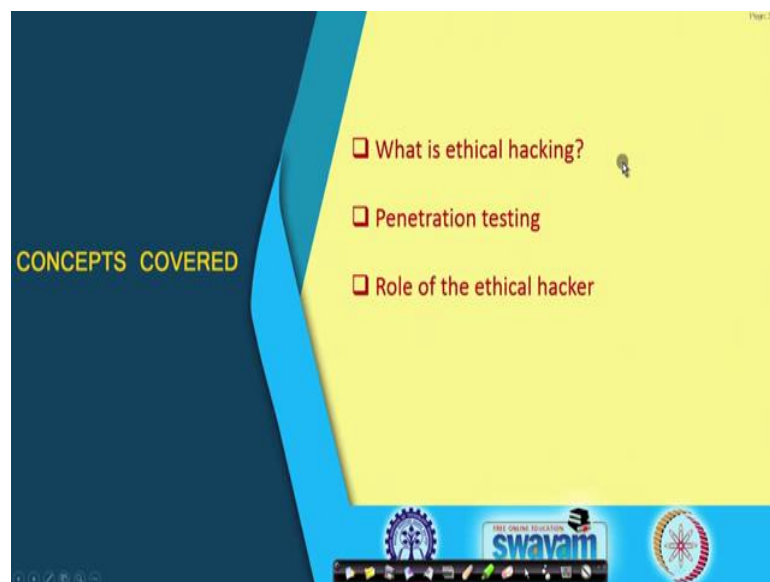 What is ethical hacking?
Penetration testing
CONCEPTS COVERED
Role of the ethical hacker
FREE ONLINE EDUCATION
swayam